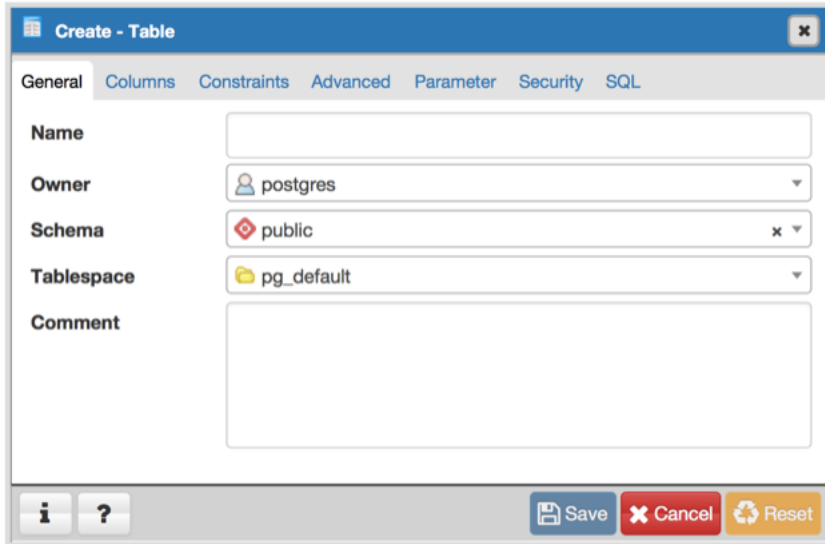 Create - Table
General Columns Constraints Advanced Parameter Security SQL
Name
Owner postgres
Schema public
Tablespace pg_default
Comment
i ? Save Cancel Reset